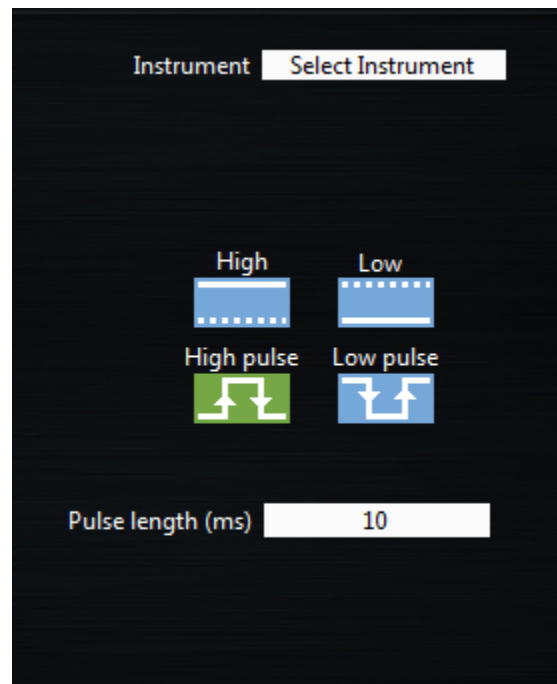 Instrument Select Instrument
High Low
High pulse Low pulse
Pulse length (ms) 10